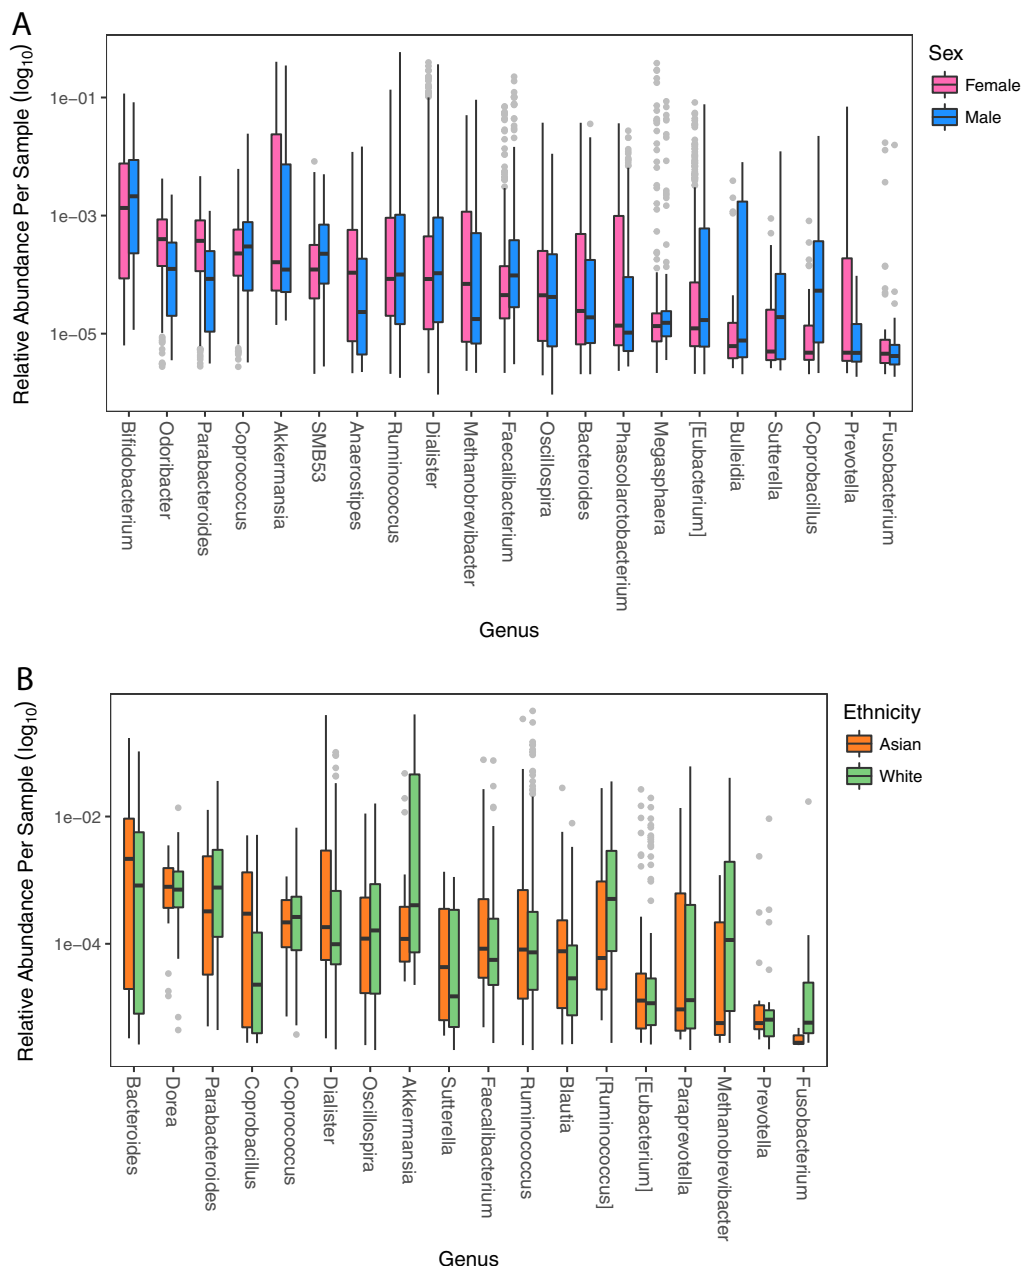 A
Relative Abundance Per Sample (log10)
1e−01
1e−03
1e−05
Bifidobacterium
Odoribacter
Parabacteroides
Coprococcus
Akkermansia
SMB53
Anaerostipes
Ruminococcus
Dialister
Methanobrevibacter
Faecalibacterium
Oscillospira
Bacteroides
Phascolarctobacterium
Megasphaera
[Eubacterium]
Bulleidia
Sutterella
Coprobacillus
Prevotella
Fusobacterium
Genus
Sex
Female
Male
B
Relative Abundance Per Sample (log10)
1e−02
1e−04
Bacteroides
Dorea
Parabacteroides
Coprobacillus
Coprococcus
Dialister
Oscillospira
Akkermansia
Sutterella
Faecalibacterium
Ruminococcus
Blautia
[Ruminococcus]
[Eubacterium]
Paraprevotella
Methanobrevibacter
Prevotella
Fusobacterium
Genus
Ethnicity
Asian
White